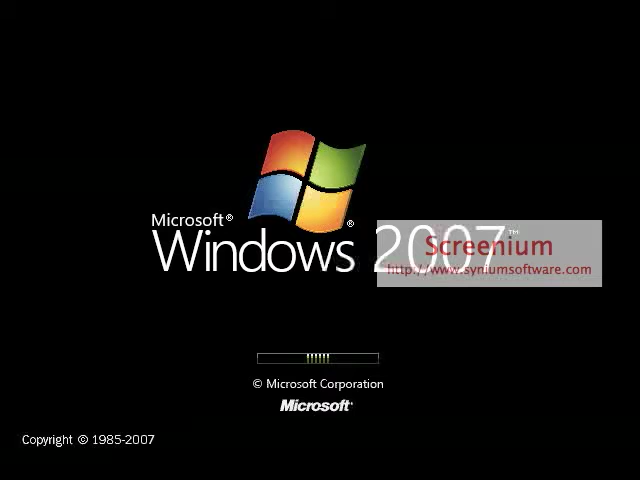 Microsoft®
Windows 2007™
®
Screenium
http://www.syniumsoftware.com
© Microsoft Corporation
Microsoft®
Copyright © 1985-2007